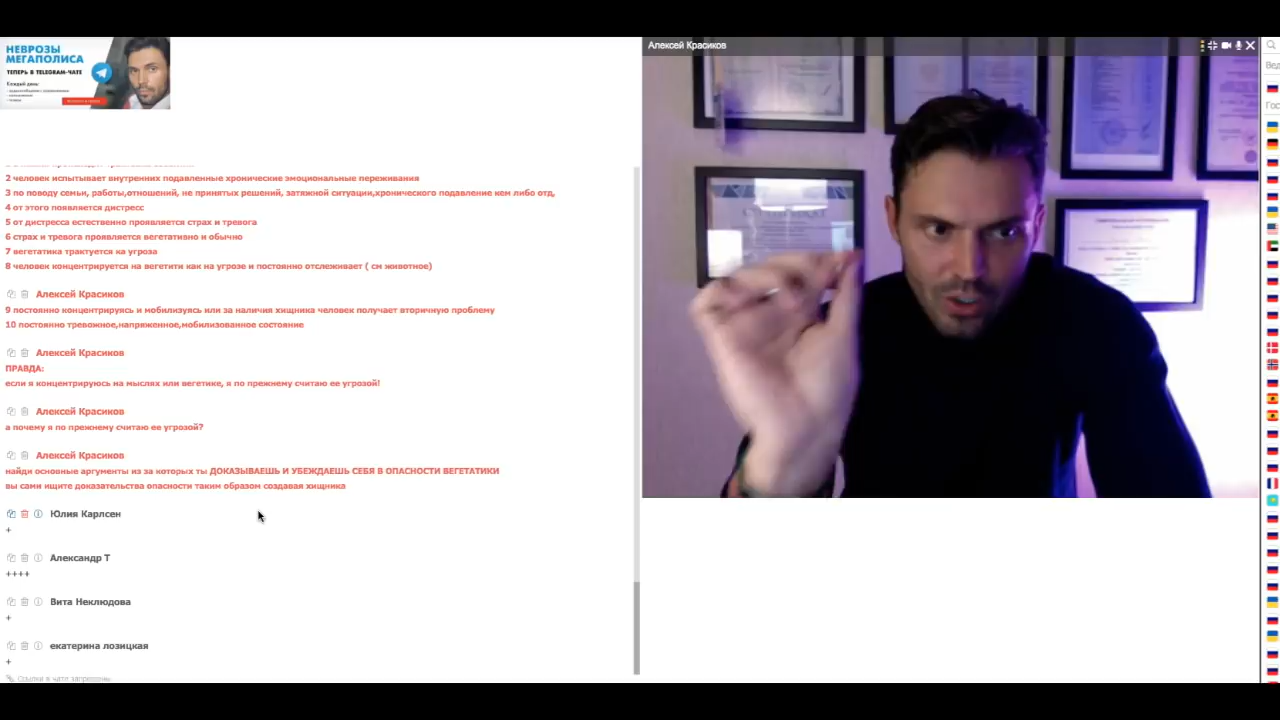 НЕВРОЗЫ
МЕГАПОЛИСА
ТЕПЕРЬ В TELEGRAM-ЧАТЕ
Каждый день:
Алексей Красиков
2 человек испытывает внутренних подавленные хронические эмоциональные переживания
3 по поводу семьи, работы,отношений, не принятых решений, затяжной ситуации,хронического подавление кем либо отд,
4 от этого появляется дистресс
5 от дистресса естественно проявляется страх и тревога
6 страх и тревога проявляется вегетативно и обычно
7 вегетатика трактуется ка угроза
8 человек концентрируется на вегетити как на угрозе и постоянно отслеживает ( см животное)
Алексей Красиков
9 постоянно концентрируясь и мобилизуясь или за наличия хищника человек получает вторичную проблему
10 постоянно тревожное,напряженное,мобилизованное состояние
Алексей Красиков
ПРАВДА:
если я концентрируюсь на мыслях или вегетике, я по прежнему считаю ее угрозой!
Алексей Красиков
а почему я по прежнему считаю ее угрозой?
Алексей Красиков
найди основные аргументы из за которых ты ДОКАЗЫВАЕШЬ И УБЕЖДАЕШЬ СЕБЯ В ОПАСНОСТИ ВЕГЕТАТИКИ
вы сами ищите доказательства опасности таким образом создавая хищника
Юлия Карлсен
+
Александр Т
++++
Вита Неклюдова
+
екатерина лозицкая
+
Ссылки в чате запрещены
Вед
Гос